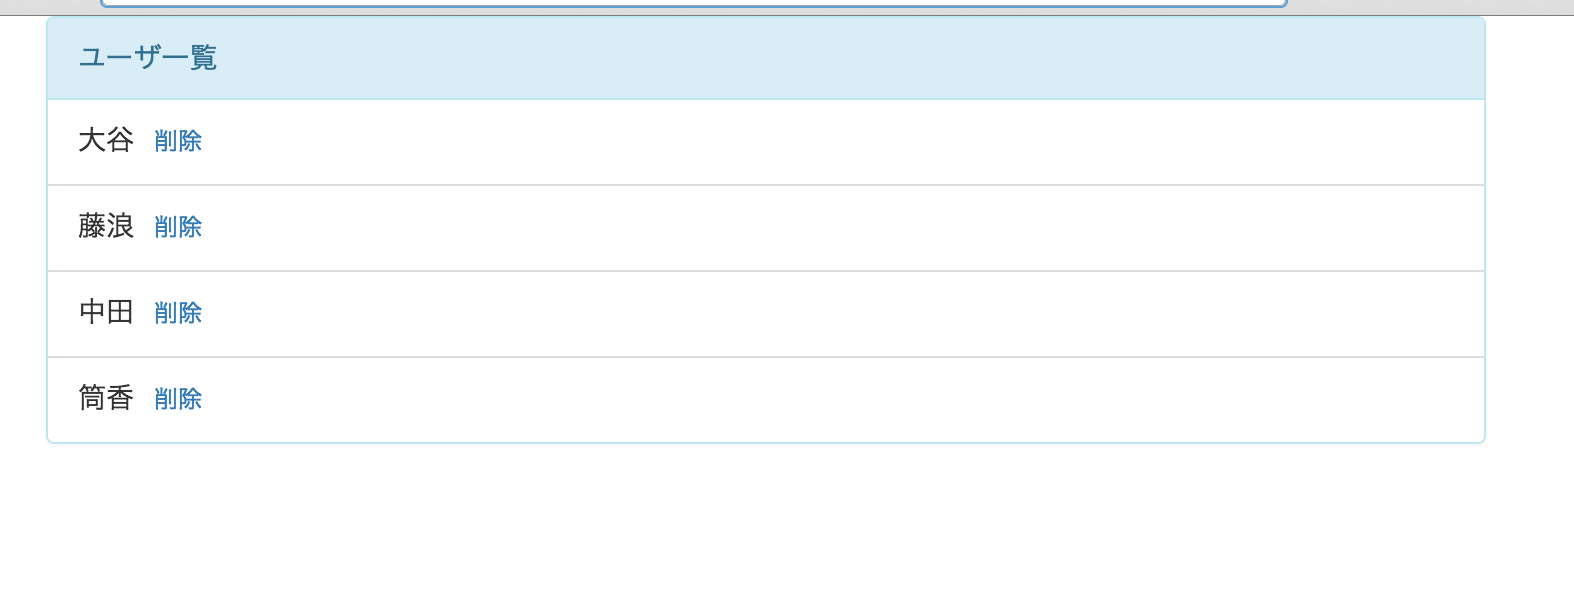 ユーザ一覧
大谷 削除
藤浪 削除
中田 削除
筒香 削除